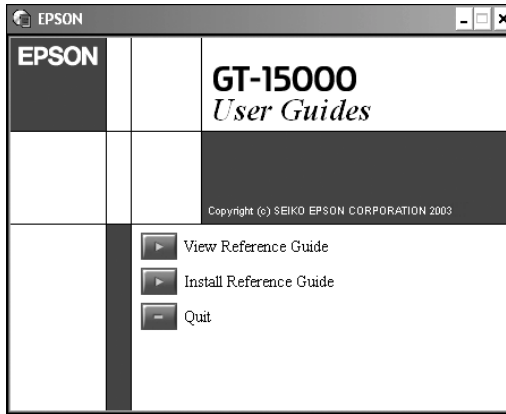 EPSON
EPSON
GT-15000
User Guides
Copyright (c) SEIKO EPSON CORPORATION 2003
View Reference Guide
Install Reference Guide
Quit